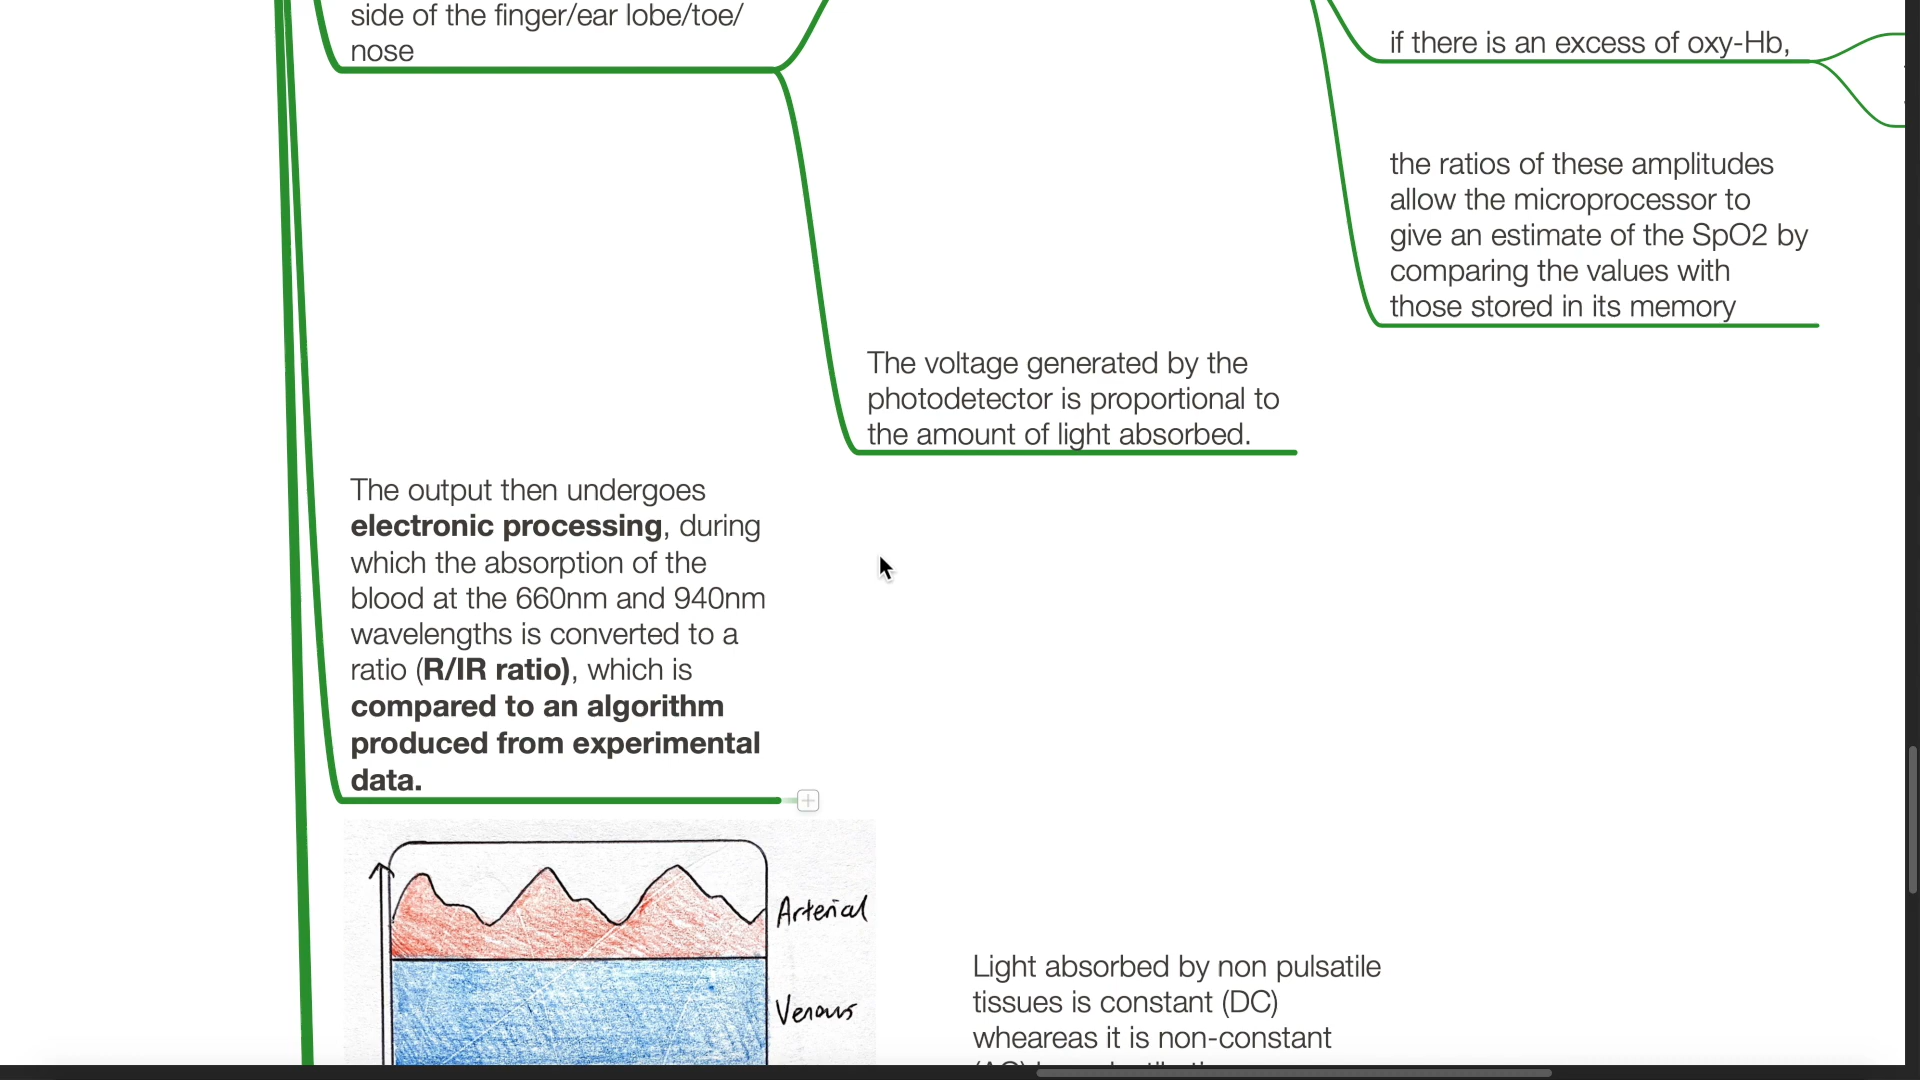 side of the finger/ear lobe/toe/
nose
if there is an excess of oxy-Hb,
the ratios of these amplitudes
allow the microprocessor to
give an estimate of the SpO2 by
comparing the values with
those stored in its memory
The voltage generated by the
photodetector is proportional to
the amount of light absorbed.
The output then undergoes
electronic processing, during
which the absorption of the
blood at the 660nm and 940nm
wavelengths is converted to a
ratio (R/IR ratio), which is
compared to an algorithm
produced from experimental
data.
Arterial
Venous
Light absorbed by non pulsatile
tissues is constant (DC)
wheareas it is non-constant